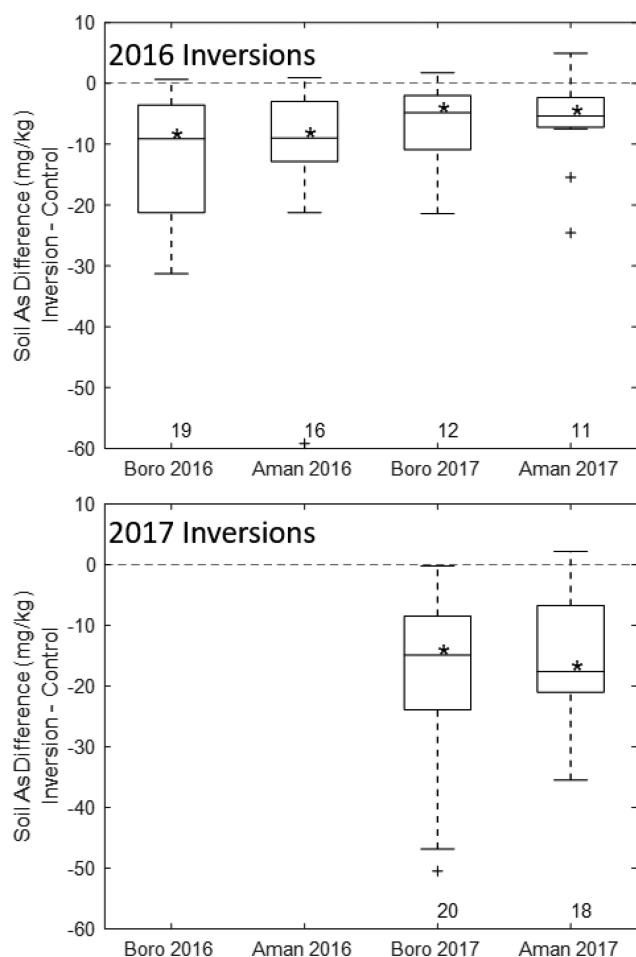 10
2016 Inversions
0
-10
-20
-30
-40
-50
-60
Soil As Difference (mg/kg)
Inversion - Control
19 16 12 11
Boro 2016 Aman 2016 Boro 2017 Aman 2017
10
2017 Inversions
0
-10
-20
-30
-40
-50
-60
Soil As Difference (mg/kg)
Inversion - Control
20 18
Boro 2016 Aman 2016 Boro 2017 Aman 2017